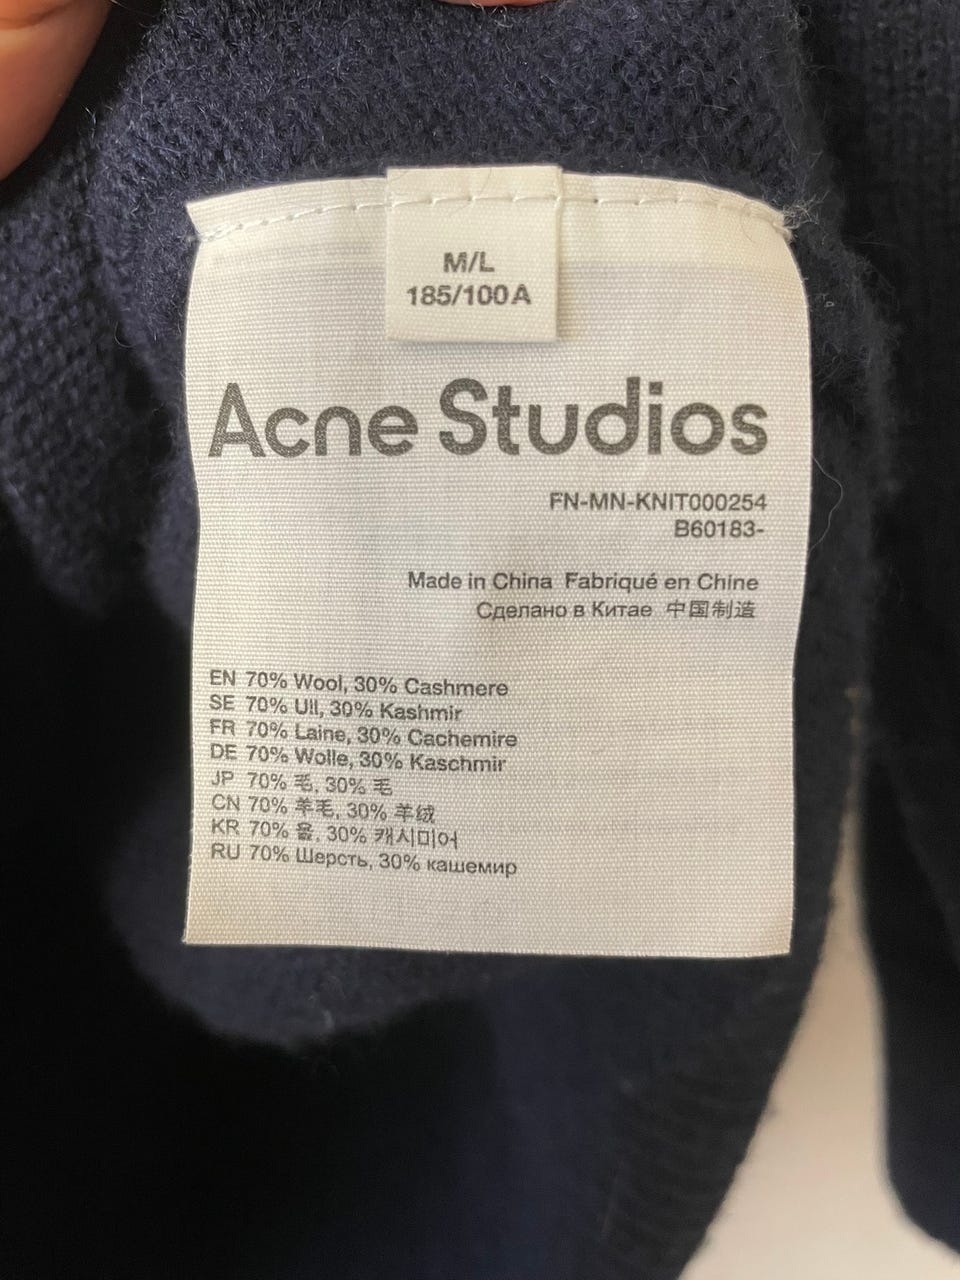 M/L
185/100A
Acne Studios
FN-MN-KNIT000254
B60183-
Made in China Fabriqué en Chine
Сделано в Китае 中国制造
EN 70% Wool, 30% Cashmere
SE 70% Ull, 30% Kashmir
FR 70% Laine, 30% Cachemire
DE 70% Wolle, 30% Kaschmir
JP 70% 毛, 30% 毛
CN 70% 羊毛, 30% 羊绒
KR 70% 울, 30% 캐시미어
RU 70% Шерсть, 30% кашемир